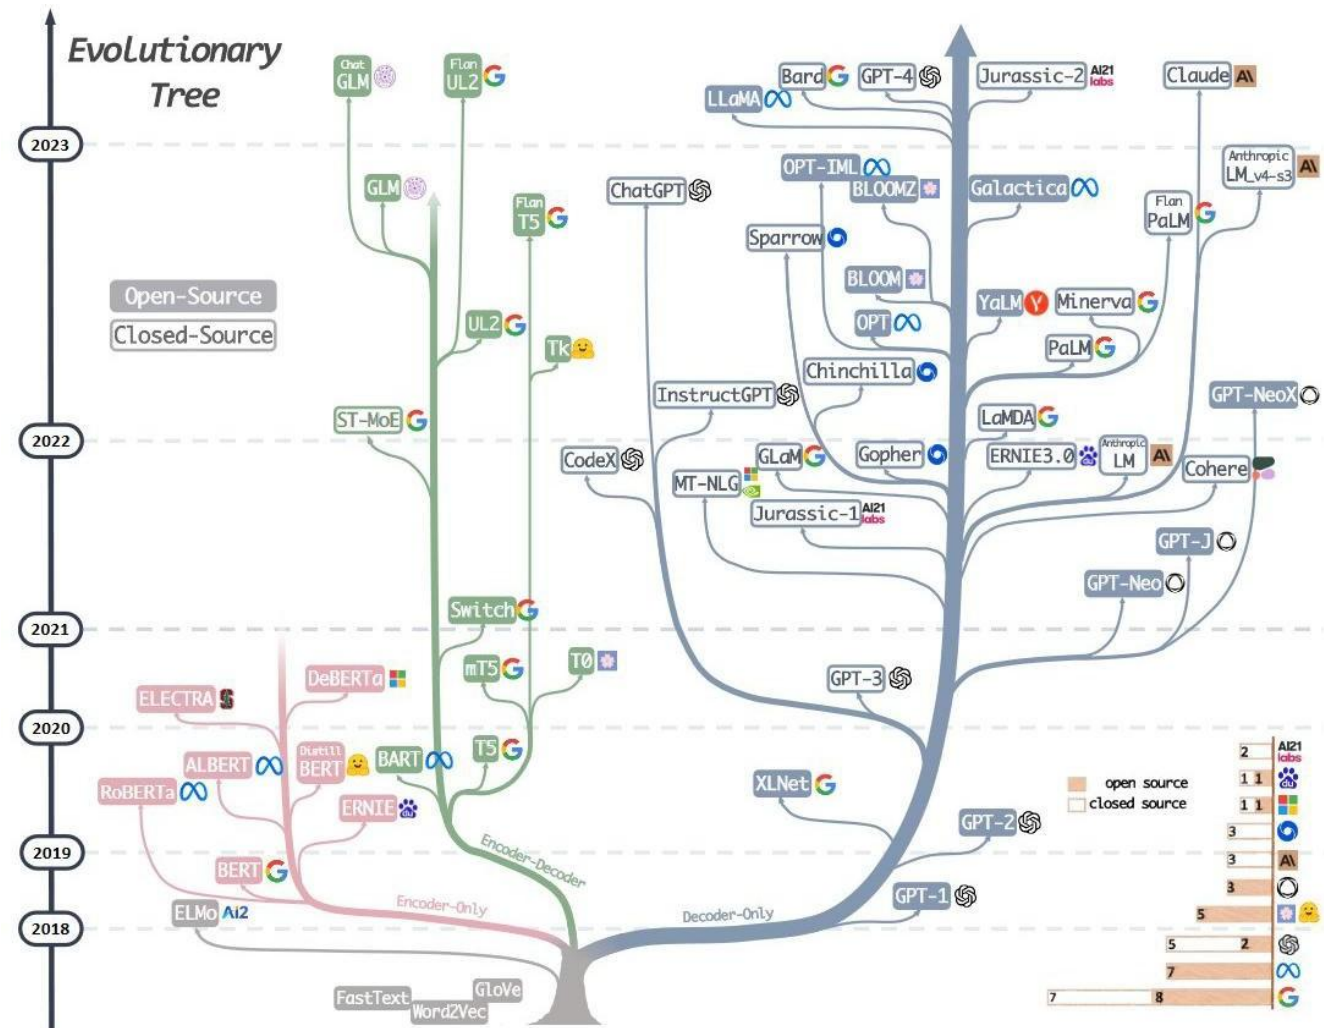 Evolutionary
Tree
2023
2022
2021
2020
2019
2018
Open-Source
Closed-Source
Chat
GLM
Flan
UL2
GLM
Flan
T5
UL2
Tk
ST-MoE
Switch
mT5
T0
T5
BART
DeBERTa
ELECTRA
ALBERT
Distill
BERT
RoBERTa
ERNIE
BERT
ELMo
Ai2
Encoder-Only
Encoder-Decoder
Decoder-Only
FastText
Word2Vec
GloVe
LLaMA
Bard
GPT-4
Jurassic-2
AI21
labs
Claude
A\
ChatGPT
OPT-IML
BLOOMZ
Galactica
Anthropic
LM_v4-s3
A\
Flan
PaLM
Sparrow
BLOOM
YaLM
Minerva
OPT
PaLM
Chinchilla
InstructGPT
GPT-NeoX
LaMDA
CodeX
GLaM
Gopher
ERNIE3.0
Anthropic
LM
A\
Cohere
MT-NLG
Jurassic-1
AI21
labs
GPT-J
GPT-Neo
GPT-3
XLNet
GPT-2
GPT-1
open source
closed source
2
AI21
labs
1 1
du
1 1
3
3
A\
3
5
5 2
7
7 8